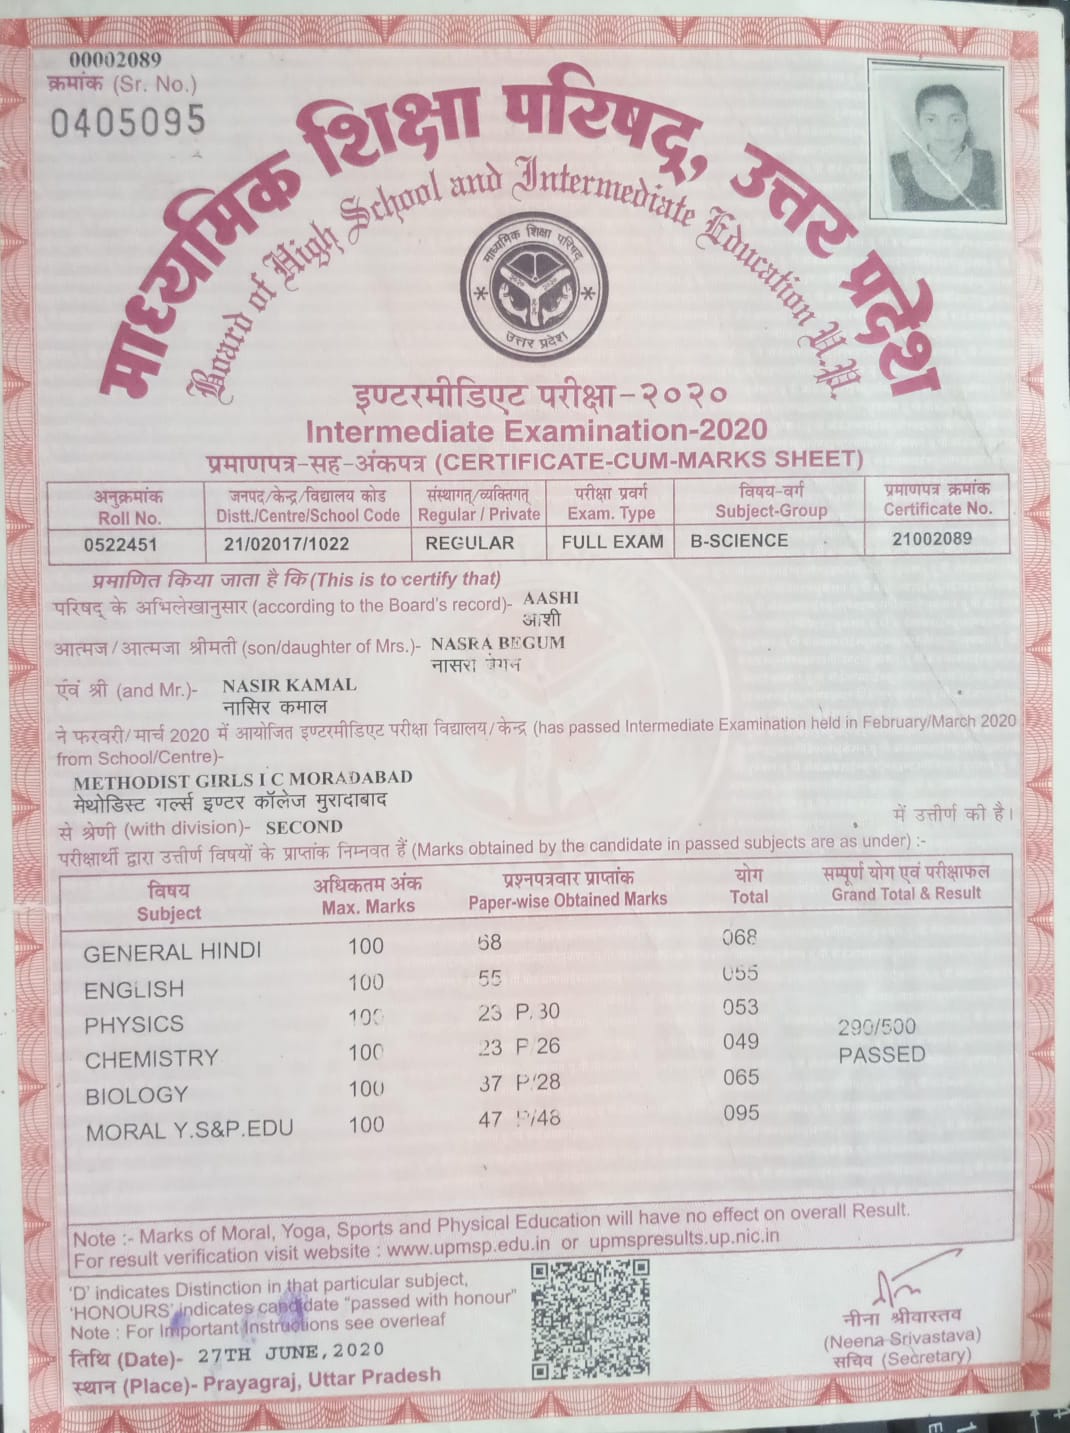 00002089
क्रमांक (Sr. No.)
0405095
माध्यमिक शिक्षा परिषद्, उत्तर प्रदेश
Board of High School and Intermediate Education U.P.
माध्यमिक शिक्षा परिषद्
उत्तर प्रदेश
इण्टरमीडिएट परीक्षा-२०२०
Intermediate Examination-2020
प्रमाणपत्र-सह-अंकपत्र (CERTIFICATE-CUM-MARKS SHEET)
अनुक्रमांक जनपद/केन्द्र/विद्यालय कोड संस्थागत्/व्यक्तिगत् परीक्षा प्रवर्ग विषय-वर्ग प्रमाणपत्र क्रमांक
Roll No. Distt./Centre/School Code Regular / Private Exam. Type Subject-Group Certificate No.
0522451 21/02017/1022 REGULAR FULL EXAM B-SCIENCE 21002089
प्रमाणित किया जाता है कि (This is to certify that)
परिषद् के अभिलेखानुसार (according to the Board's record)- AASHI
आशी
आत्मज/आत्मजा श्रीमती (son/daughter of Mrs.)- NASRA BEGUM
नासरा बेगम
एवं श्री (and Mr.)- NASIR KAMAL
नासिर कमाल
ने फरवरी/मार्च 2020 में आयोजित इण्टरमीडिएट परीक्षा विद्यालय/केन्द्र (has passed Intermediate Examination held in February/March 2020
from School/Centre)-
METHODIST GIRLS I C MORADABAD
मेथोडिस्ट गर्ल्स इण्टर कॉलेज मुरादाबाद
में उत्तीर्ण की है।
से श्रेणी (with division)- SECOND
परीक्षार्थी द्वारा उत्तीर्ण विषयों के प्राप्तांक निम्नवत हैं (Marks obtained by the candidate in passed subjects are as under) :-
विषय अधिकतम अंक प्रश्नपत्रवार प्राप्तांक योग सम्पूर्ण योग एवं परीक्षाफल
Subject Max. Marks Paper-wise Obtained Marks Total Grand Total & Result
GENERAL HINDI 100 68 068
ENGLISH 100 55 055
PHYSICS 100 23 P/30 053
CHEMISTRY 100 23 P/26 049
BIOLOGY 100 37 P/28 065
MORAL Y.S&P.EDU 100 47 P/48 095
290/500
PASSED
Note :- Marks of Moral, Yoga, Sports and Physical Education will have no effect on overall Result.
For result verification visit website : www.upmsp.edu.in or upmspresults.up.nic.in
'D' indicates Distinction in that particular subject,
'HONOURS' indicates candidate "passed with honour"
Note : For Important Instructions see overleaf
तिथि (Date)- 27TH JUNE, 2020
स्थान (Place)- Prayagraj, Uttar Pradesh
नीना श्रीवास्तव
(Neena Srivastava)
सचिव (Secretary)